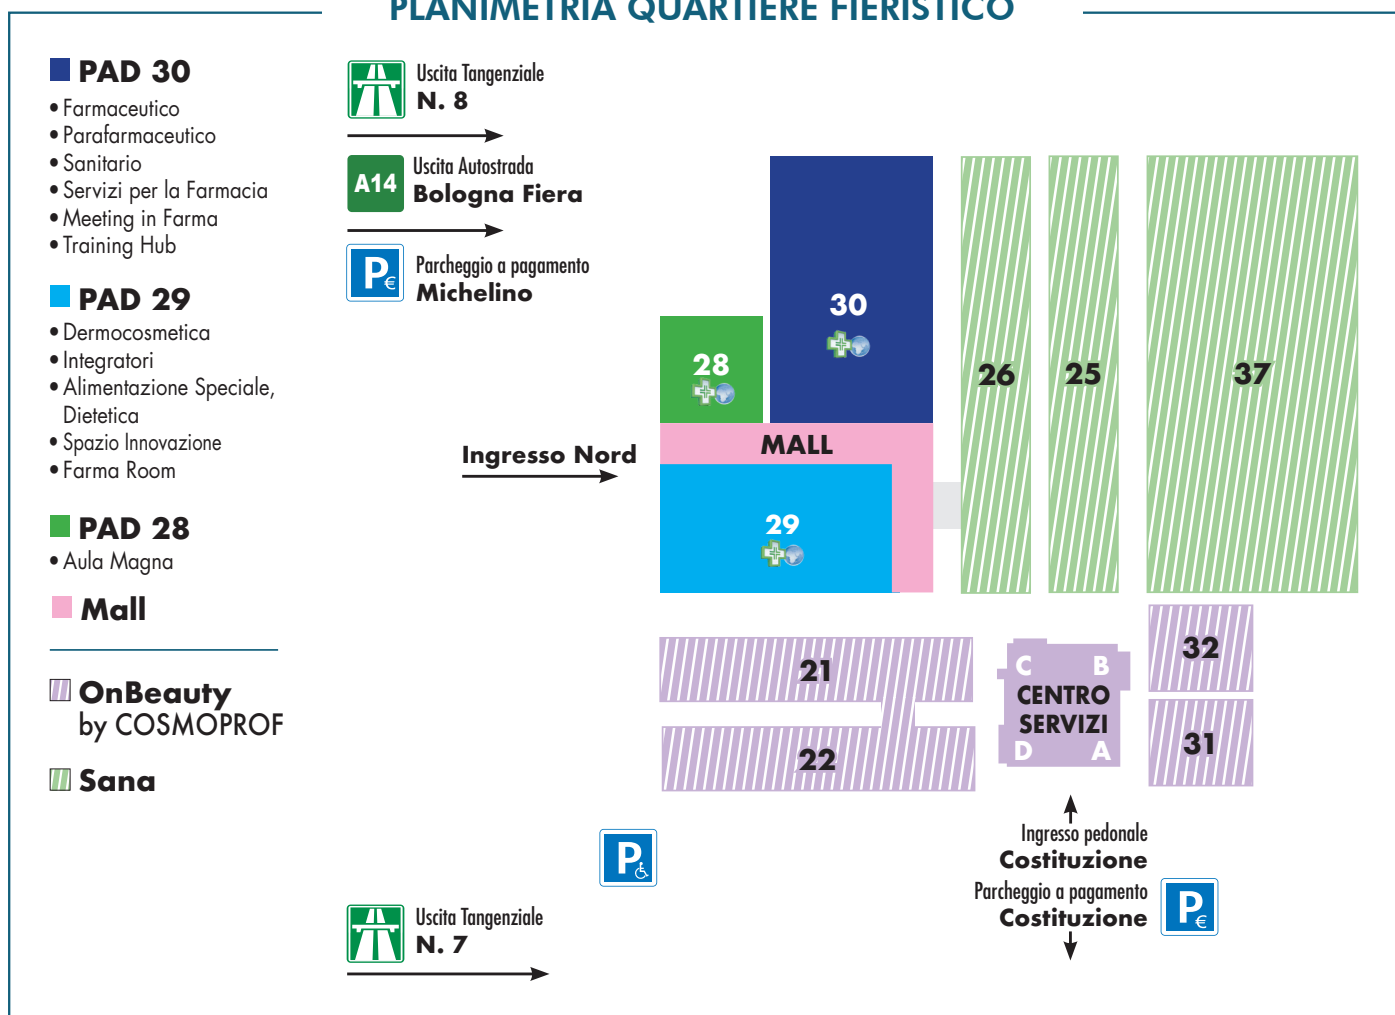 PLANIMETRIA QUARTIERE FIERISTICO
PAD 30
• Farmaceutico
• Parafarmaceutico
• Sanitario
• Servizi per la Farmacia
• Meeting in Farma
• Training Hub
PAD 29
• Dermocosmetica
• Integratori
• Alimentazione Speciale,
Dietetica
• Spazio Innovazione
• Farma Room
PAD 28
• Aula Magna
Mall
OnBeauty
by COSMOPROF
Sana
Uscita Tangenziale
N. 8
A14
Uscita Autostrada
Bologna Fiera
P€
Parcheggio a pagamento
Michelino
Ingresso Nord
30
28
MALL
29
26
25
37
21
22
C B
CENTRO
SERVIZI
D A
32
31
P
Uscita Tangenziale
N. 7
Ingresso pedonale
Costituzione
Parcheggio a pagamento
Costituzione
P€